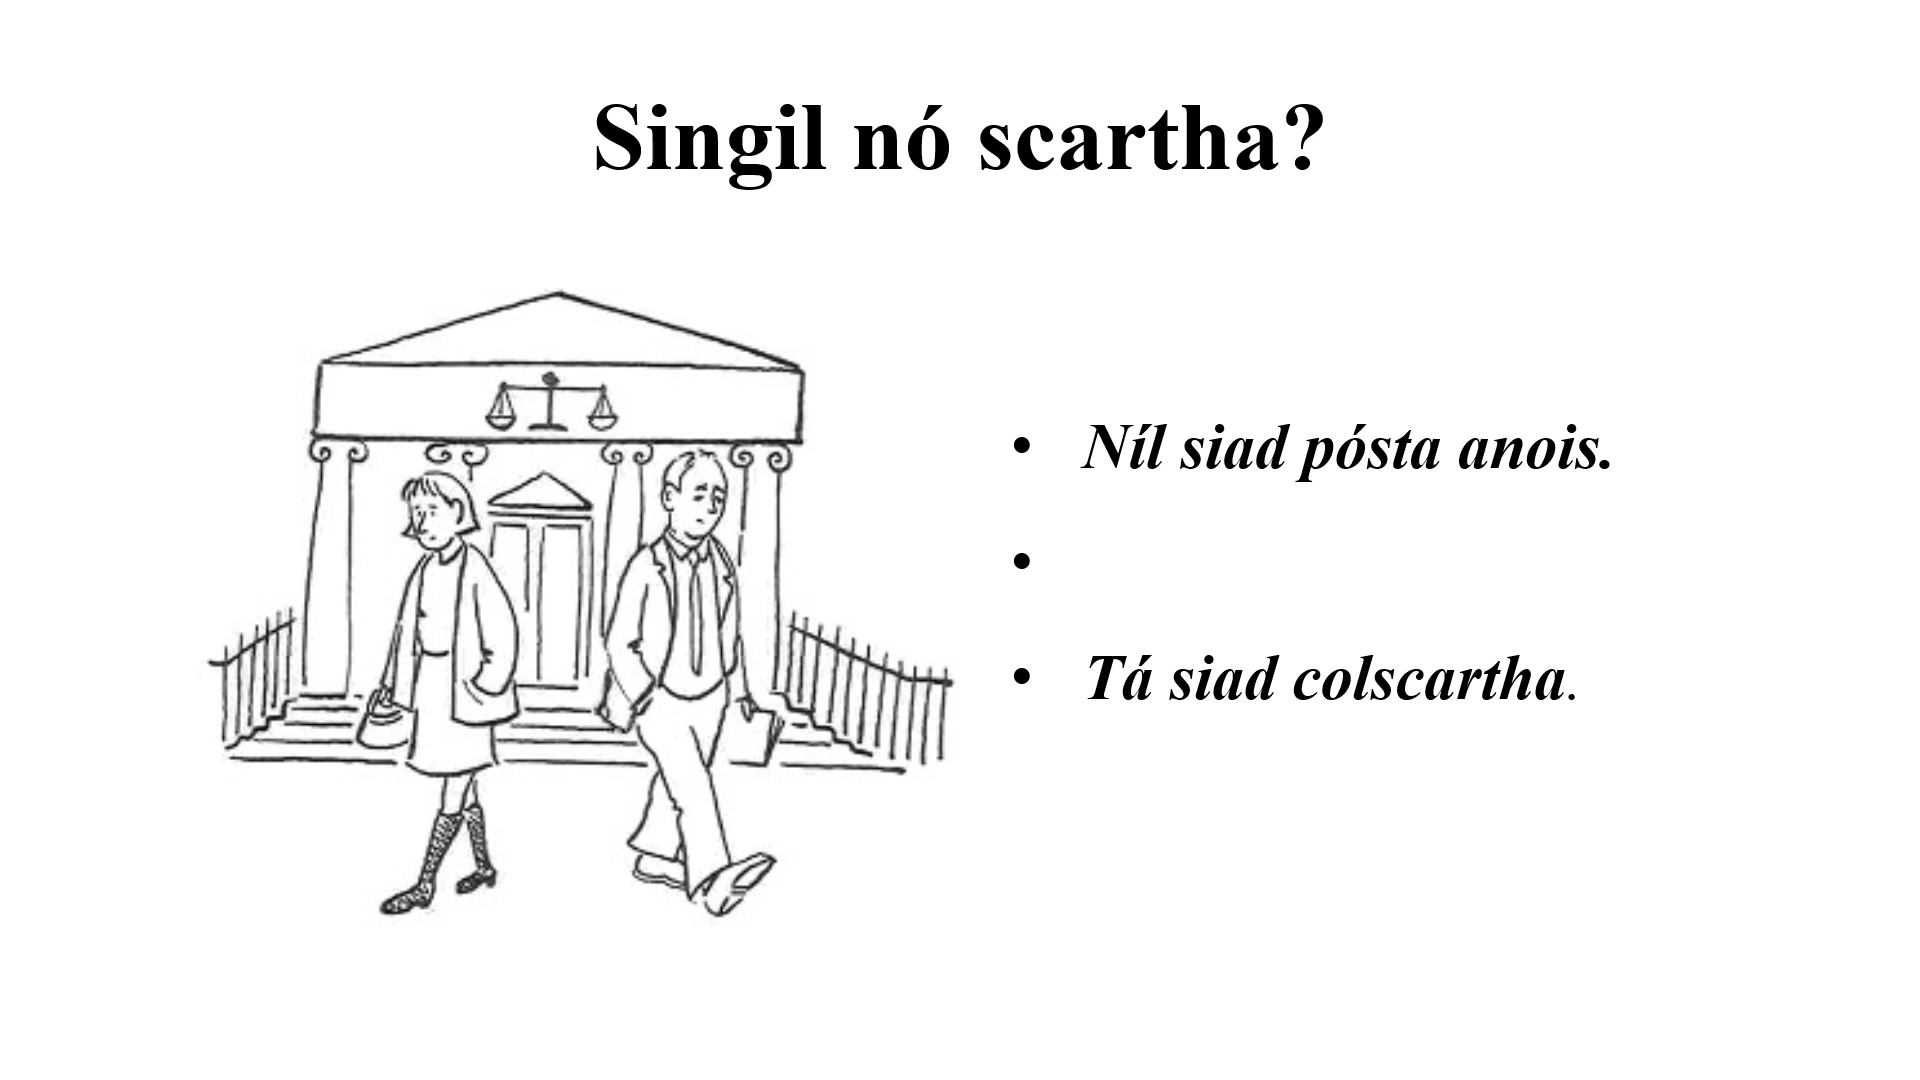 Singil nó scartha?
• Níl siad pósta anois.
•
• Tá siad colscartha.